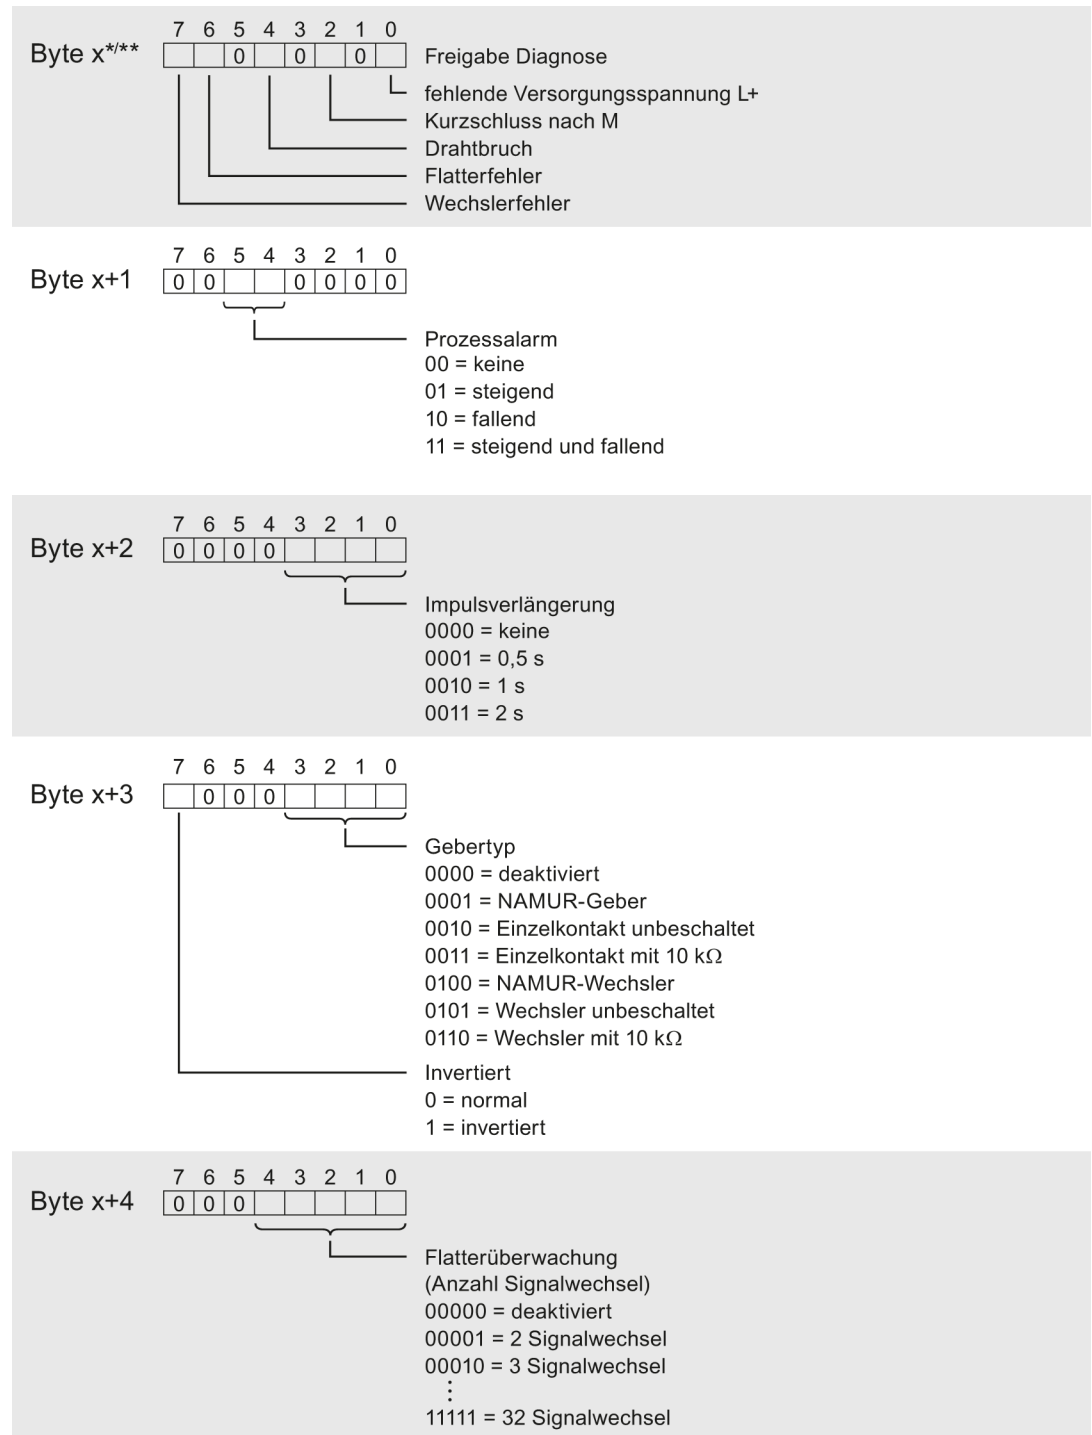 7 6 5 4 3 2 1 0
Byte x*/** 0 0 0 Freigabe Diagnose
fehlende Versorgungsspannung L+
Kurzschluss nach M
Drahtbruch
Flatterfehler
Wechslerfehler
7 6 5 4 3 2 1 0
Byte x+1 0 0 0 0 0 0
Prozessalarm
00 = keine
01 = steigend
10 = fallend
11 = steigend und fallend
7 6 5 4 3 2 1 0
Byte x+2 0 0 0 0
Impulsverlängerung
0000 = keine
0001 = 0,5 s
0010 = 1 s
0011 = 2 s
7 6 5 4 3 2 1 0
Byte x+3 0 0 0
Gebertyp
0000 = deaktiviert
0001 = NAMUR-Geber
0010 = Einzelkontakt unbeschaltet
0011 = Einzelkontakt mit 10 kΩ
0100 = NAMUR-Wechsler
0101 = Wechsler unbeschaltet
0110 = Wechsler mit 10 kΩ
Invertiert
0 = normal
1 = invertiert
7 6 5 4 3 2 1 0
Byte x+4 0 0 0
Flatterüberwachung
(Anzahl Signalwechsel)
00000 = deaktiviert
00001 = 2 Signalwechsel
00010 = 3 Signalwechsel
⋮
11111 = 32 Signalwechsel